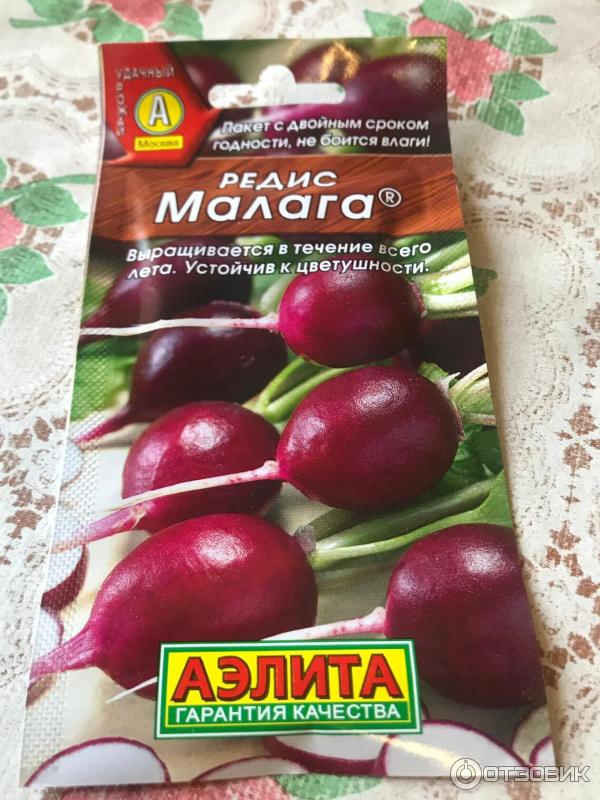 УДАЧНЫЙ
УРОЖАЙ
А
Москва
Пакет с двойным сроком
годности, не боится влаги!
РЕДИС
Малага®
Выращивается в течение всего
лета. Устойчив к цветушности.
АЭЛИТА
ГАРАНТИЯ КАЧЕСТВА
ОТЗОВИК